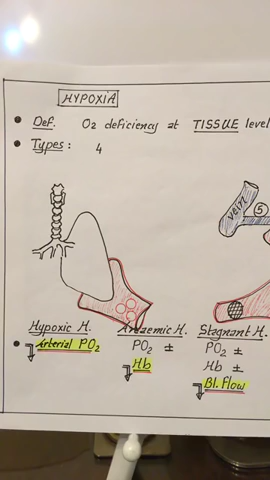 HYPOXIA
• Def. O2 deficiency at TISSUE level
• Types: 4
vein
5
Hypoxic H. Anaemic H. Stagnant H.
• ↓ Arterial PO2 PO2 ± PO2 ±
↓ Hb Hb ±
↓ Bl. flow